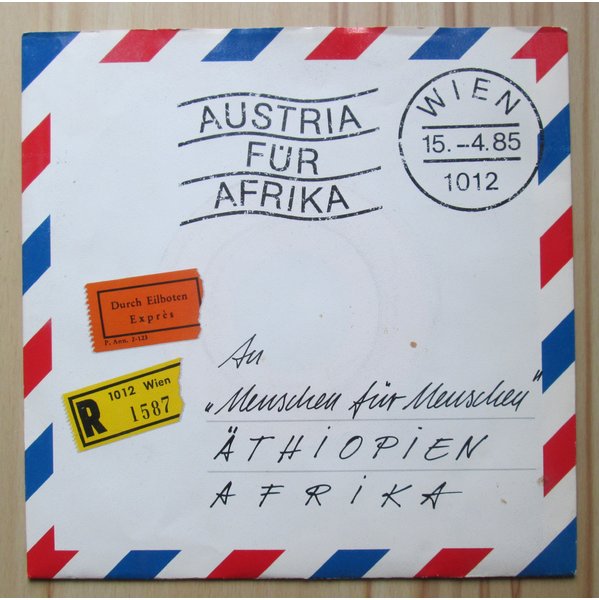 AUSTRIA
FÜR
AFRIKA
WIEN
15.-4.85
1012
Durch Eilboten
Exprès
P. Ann. 7-123
R
1012 Wien
1587
An
„Menschen für Menschen"
ÄTHIOPIEN
AFRIKA